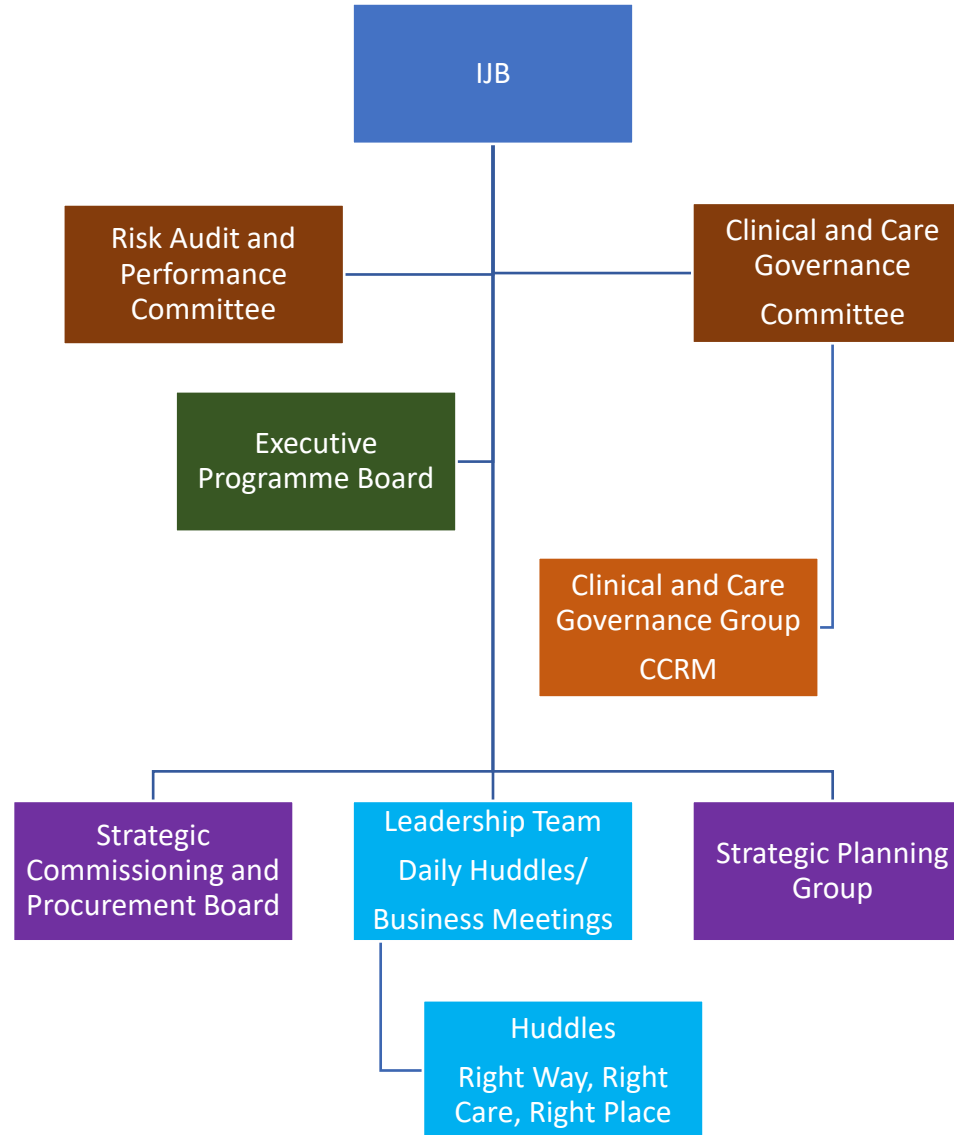 IJB
Risk Audit and
Performance
Committee
Clinical and Care
Governance
Committee
Executive
Programme Board
Clinical and Care
Governance Group
CCRM
Strategic
Commissioning and
Procurement Board
Leadership Team
Daily Huddles/
Business Meetings
Strategic Planning
Group
Huddles
Right Way, Right
Care, Right Place